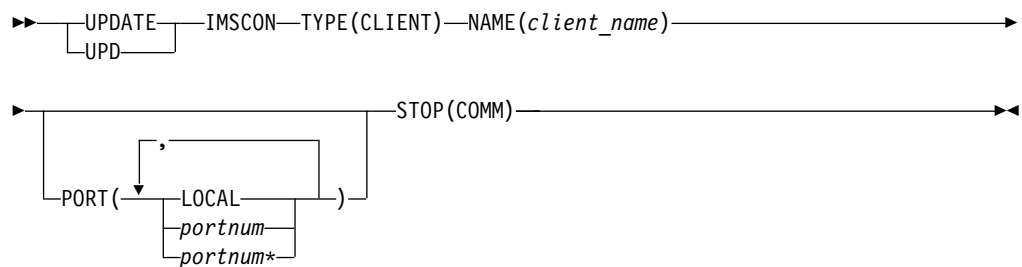 UPDATE IMSCON TYPE(CLIENT) NAME(client_name)
UPD
STOP(COMM)
,
PORT( LOCAL )
portnum
portnum*